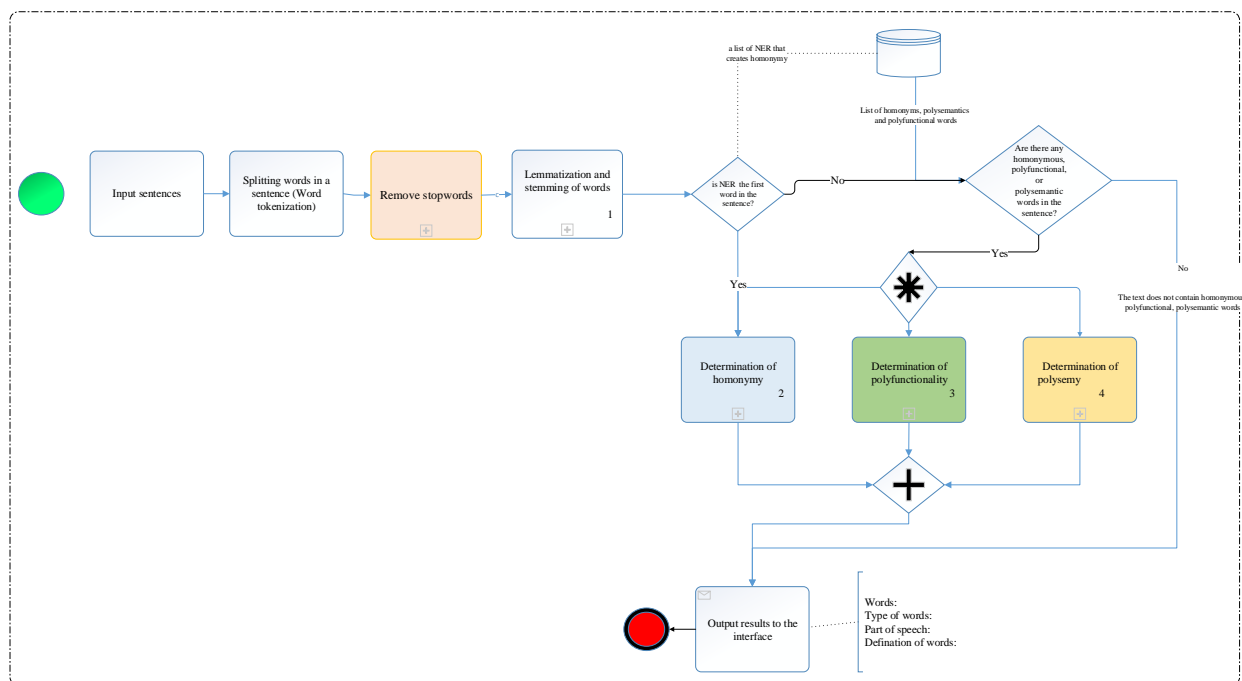 a list of NER that
creates homonymy
List of homonyms, polysemantics
and polyfunctional words
Input sentences
Splitting words in a
sentence (Word
tokenization)
Remove stopwords
Lemmatization and
stemming of words
1
is NER the first
word in the
sentence?
No
Are there any
homonymous,
polyfunctional,
or
polysemantic
words in the
sentence?
Yes
No
Yes
The text does not contain homonymou
polyfunctional, polysemantic words
Determination of
homonymy
2
Determination of
polyfunctionality
3
Determination of
polysemy
4
Output results to the
interface
Words:
Type of words:
Part of speech:
Defination of words: